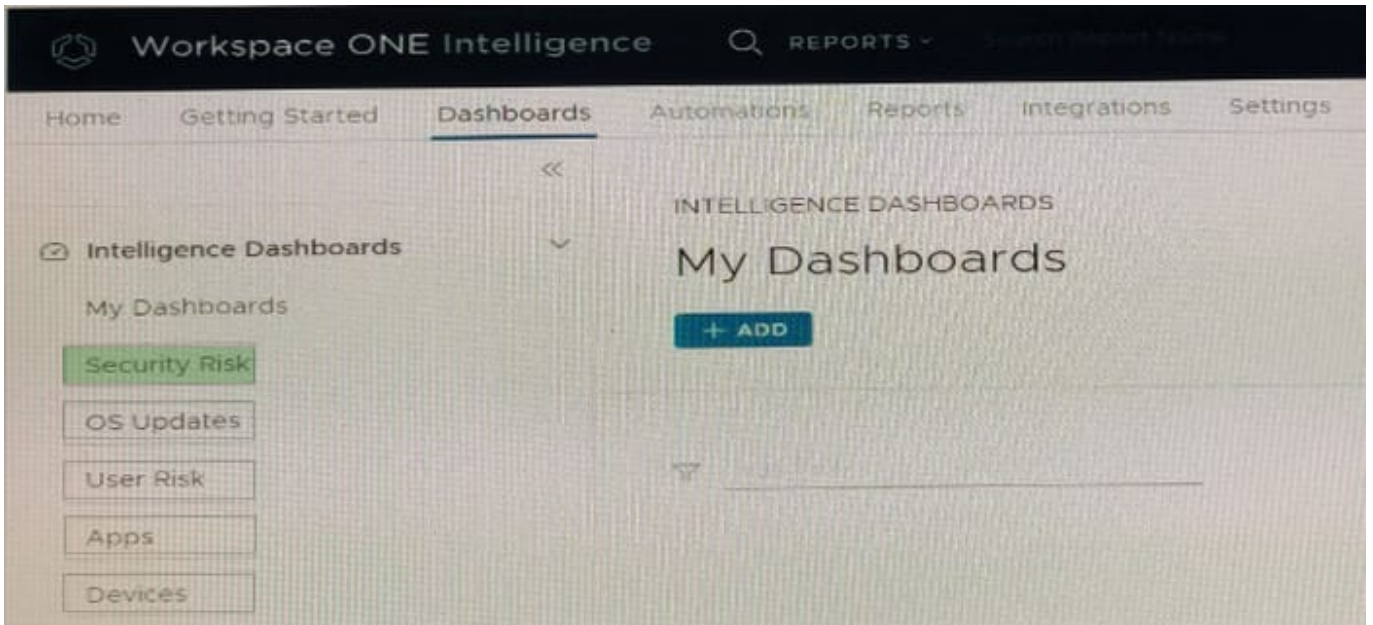 Workspace ONE Intelligence REPORTS
Home Getting Started Dashboards Automations Reports Integrations Settings
INTELLIGENCE DASHBOARDS
My Dashboards
+ ADD
Intelligence Dashboards
My Dashboards
Security Risk
OS Updates
User Risk
Apps
Devices